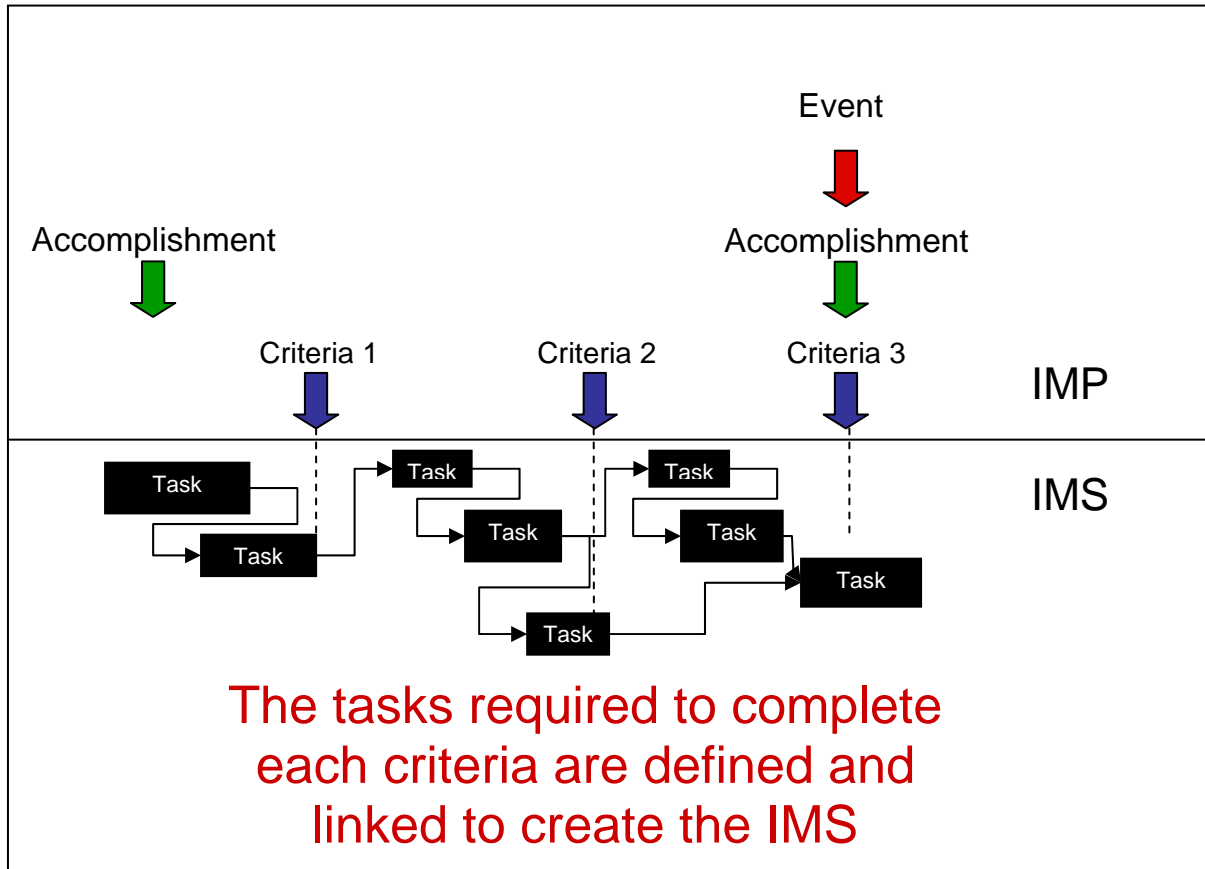 Event
Accomplishment
Accomplishment
Criteria 1
Criteria 2
Criteria 3
IMP
IMS
Task
Task
Task
Task
Task
Task
Task
Task
Task
The tasks required to complete
each criteria are defined and
linked to create the IMS